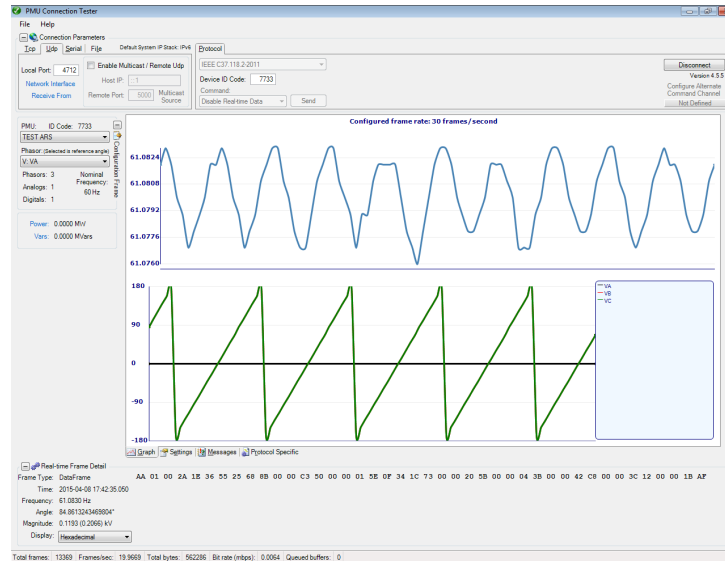 PMU Connection Tester
File Help
Connection Parameters
Tcp Udp Serial File Default System IP Stack: IPv6 Protocol
Local Port: 4712
Enable Multicast / Remote Udp
Network Interface
Host IP: ::1
Receive From
Remote Port: 5000 Multicast Source
IEEE C37.118.2-2011
Device ID Code: 7733
Command:
Disable Real-time Data Send
Disconnect
Version 4.5.5
Configure Alternate
Command Channel
Not Defined
PMU: ID Code: 7733
TEST ARS
Phasor: (Selected is reference angle)
V: VA
Phasors: 3 Nominal
Analogs: 1 Frequency:
Digitals: 1 60 Hz
Configuration Frame
Power: 0.0000 MW
Vars: 0.0000 MVars
Configured frame rate: 30 frames/second
61.0824
61.0808
61.0792
61.0776
61.0760
180
90
0
-90
-180
VA
VB
VC
Graph Settings Messages Protocol Specific
Real-time Frame Detail
Frame Type: DataFrame
Time: 2015-04-08 17:42:35.050
Frequency: 61.0830 Hz
Angle: 84.8613243469804°
Magnitude: 0.1193 (0.2066) kV
Display: Hexadecimal
AA 01 00 2A 1E 36 55 25 68 8B 00 00 C3 50 00 00 01 5E 0F 34 1C 73 00 00 20 5B 00 00 04 3B 00 00 42 C8 00 00 3C 12 00 00 1B AF
Total frames: 13369 Frames/sec: 19.9669 Total bytes: 562286 Bit rate (mbps): 0.0064 Queued buffers: 0